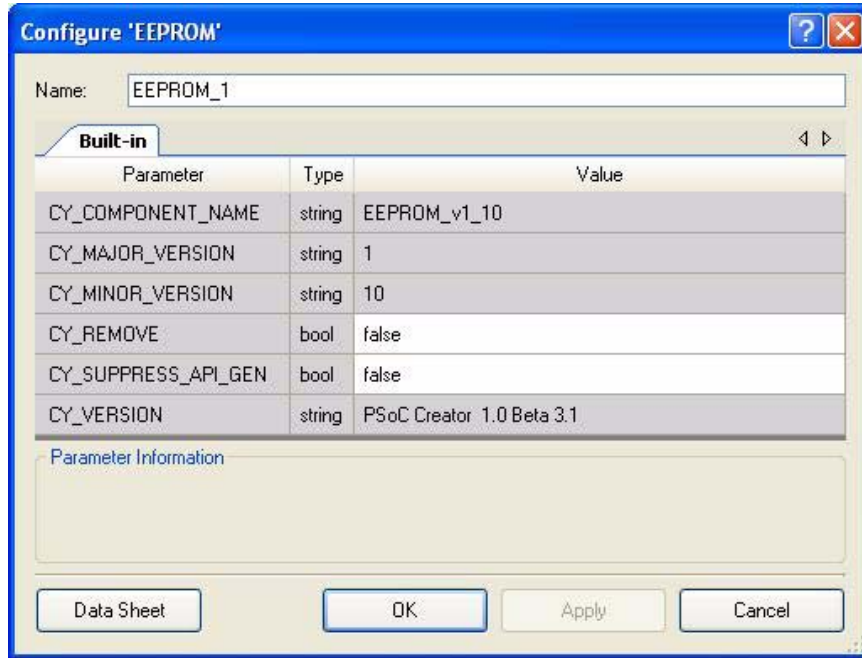 Configure 'EEPROM'
Name: EEPROM_1
Built-in
Parameter Type Value
CY_COMPONENT_NAME string EEPROM_v1_10
CY_MAJOR_VERSION string 1
CY_MINOR_VERSION string 10
CY_REMOVE bool false
CY_SUPPRESS_API_GEN bool false
CY_VERSION string PSoC Creator 1.0 Beta 3.1
Parameter Information
Data Sheet OK Apply Cancel